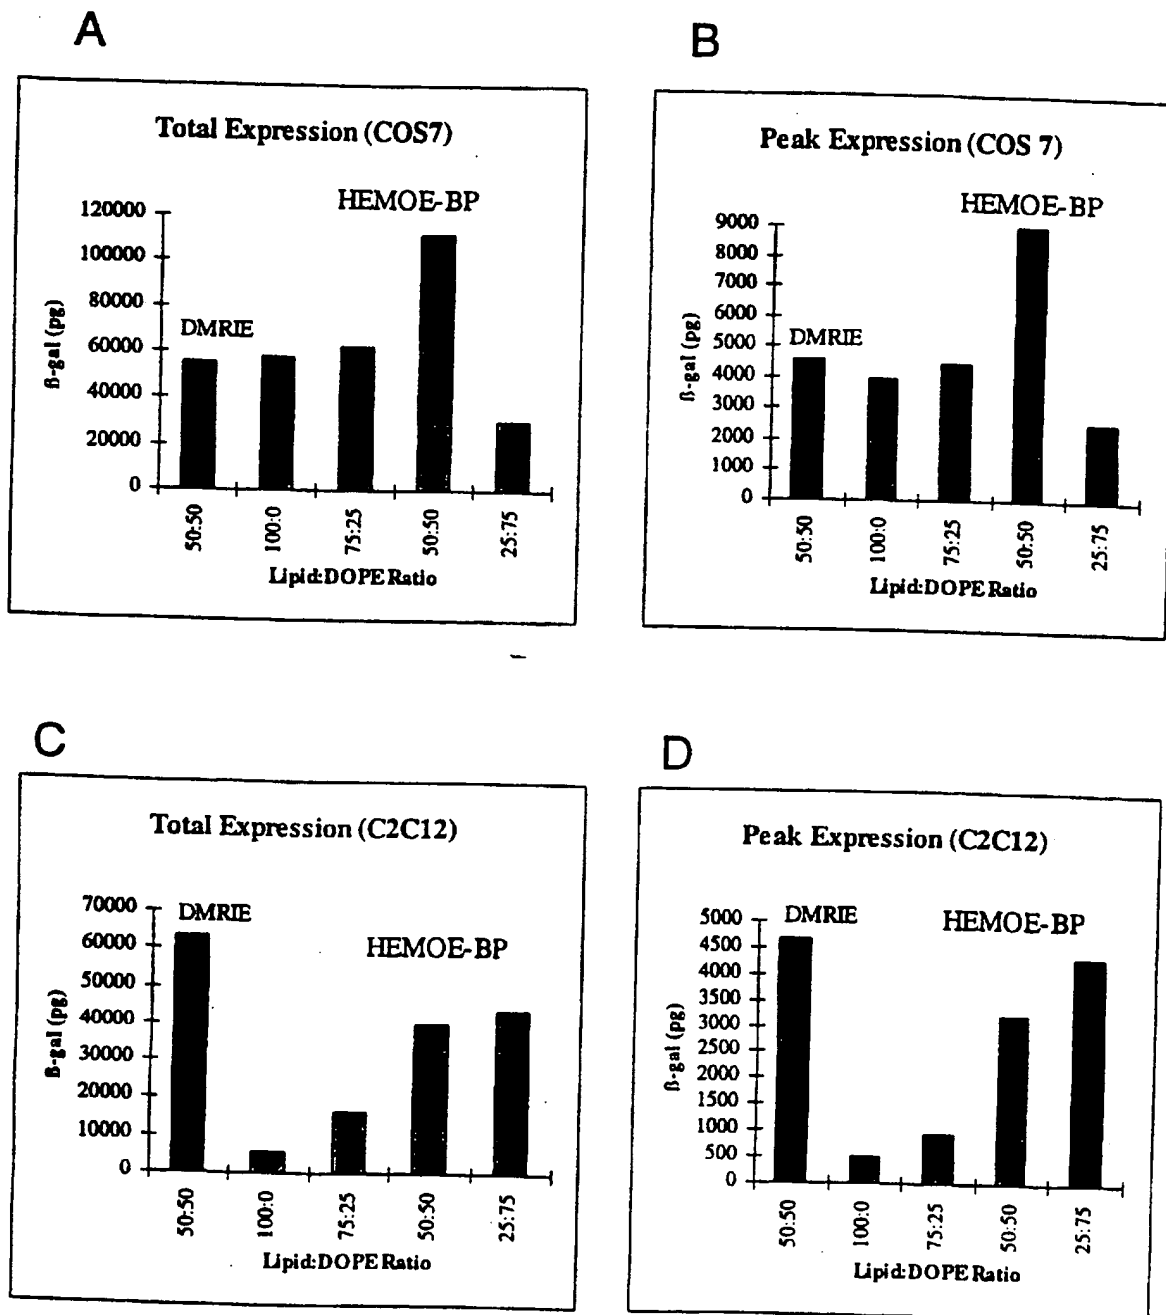 A
Total Expression (COS7)
HEMOE-BP
DMRIE
ß-gal (pg)
120000
100000
80000
60000
40000
20000
0
50:50
100:0
75:25
50:50
25:75
Lipid:DOPE Ratio
B
Peak Expression (COS 7)
HEMOE-BP
DMRIE
ß-gal (pg)
9000
8000
7000
6000
5000
4000
3000
2000
1000
0
50:50
100:0
75:25
50:50
25:75
Lipid:DOPE Ratio
C
Total Expression (C2C12)
DMRIE
HEMOE-BP
ß-gal (pg)
70000
60000
50000
40000
30000
20000
10000
0
50:50
100:0
75:25
50:50
25:75
Lipid:DOPE Ratio
D
Peak Expression (C2C12)
DMRIE
HEMOE-BP
ß-gal (pg)
5000
4500
4000
3500
3000
2500
2000
1500
1000
500
0
50:50
100:0
75:25
50:50
25:75
Lipid:DOPE Ratio